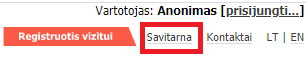 Vartotojas: Anonimas [prisijungti...]
Registruotis vizitui Savitarna Kontaktai LT | EN